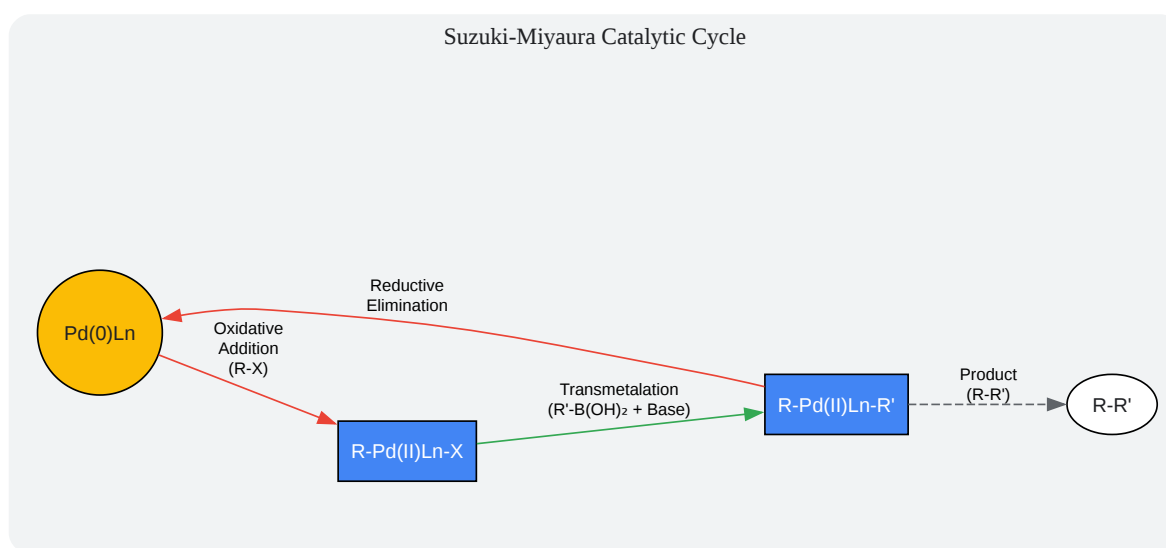 Suzuki-Miyaura Catalytic Cycle
Reductive
Elimination
Pd(0)Ln
Oxidative
Addition
(R-X)
Transmetalation
(R'-B(OH)₂ + Base)
Product
(R-R')
R-Pd(II)Ln-R'
R-R'
R-Pd(II)Ln-X